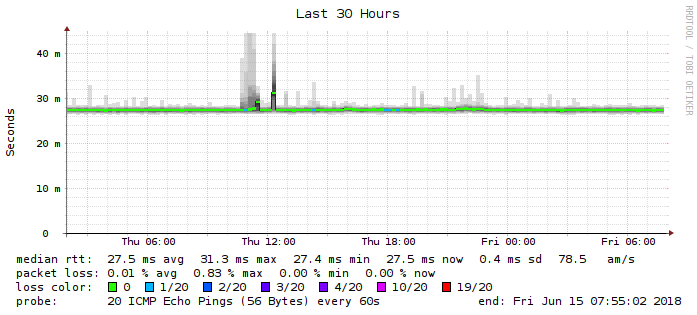 Last 30 Hours
RRDTOOL / TOBI OETIKER
Seconds
40 m
30 m
20 m
10 m
0
Thu 06:00 Thu 12:00 Thu 18:00 Fri 00:00 Fri 06:00
median rtt: 27.5 ms avg 31.3 ms max 27.4 ms min 27.5 ms now 0.4 ms sd 78.5 am/s
packet loss: 0.01 % avg 0.83 % max 0.00 % min 0.00 % now
loss color: 0 1/20 2/20 3/20 4/20 10/20 19/20
probe: 20 ICMP Echo Pings (56 Bytes) every 60s end: Fri Jun 15 07:55:02 2018